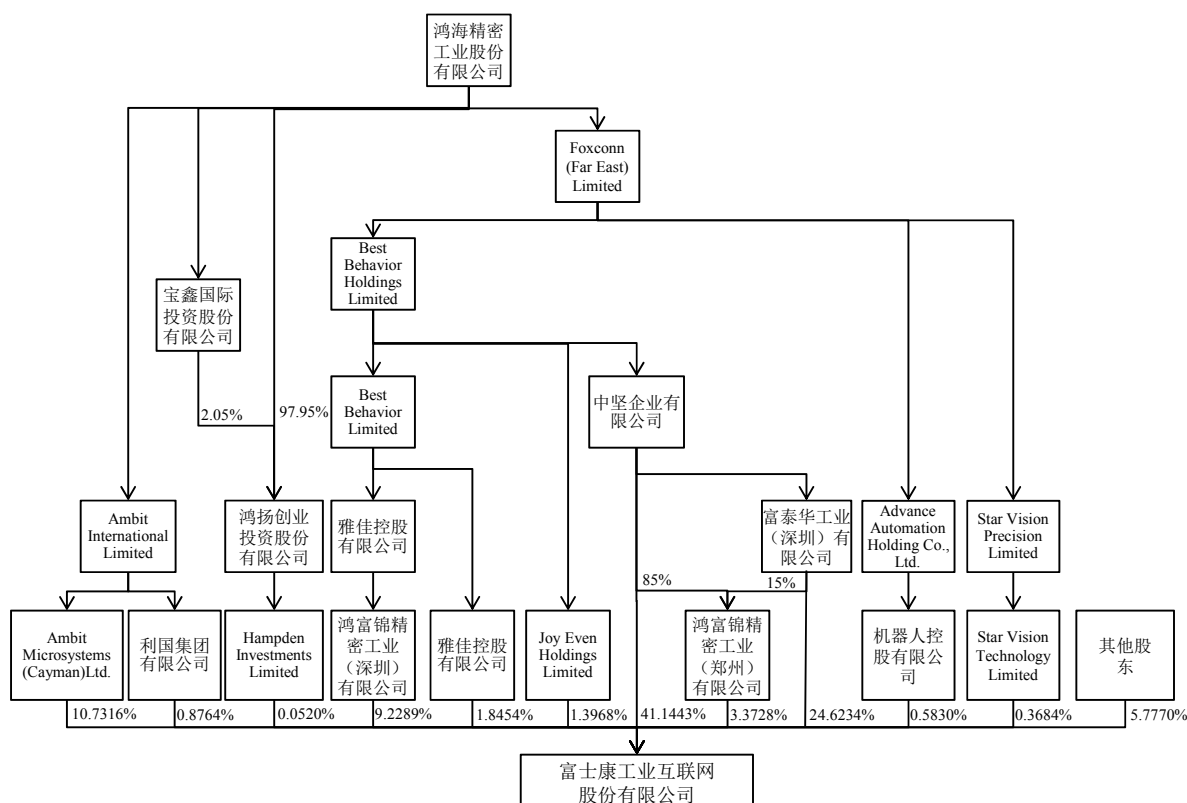 鸿海精密
工业股份
有限公司
Foxconn
(Far East)
Limited
Best
Behavior
Holdings
Limited
宝鑫国际
投资股份
有限公司
Best
Behavior
Limited
中坚企业有
限公司
2.05%
97.95%
Ambit
International
Limited
鸿扬创业
投资股份
有限公司
雅佳控股
有限公司
富泰华工业
（深圳）有
限公司
Advance
Automation
Holding Co.,
Ltd.
Star Vision
Precision
Limited
85%
15%
Ambit
Microsystems
(Cayman)Ltd.
利国集团
有限公司
Hampden
Investments
Limited
鸿富锦精
密工业
（深圳）
有限公司
雅佳控股
有限公司
Joy Even
Holdings
Limited
鸿富锦精
密工业
（郑州）
有限公司
机器人控
股有限公
司
Star Vision
Technology
Limited
其他股
东
10.7316%
0.8764%
0.0520%
9.2289%
1.8454%
1.3968%
41.1443%
3.3728%
24.6234%
0.5830%
0.3684%
5.7770%
富士康工业互联网
股份有限公司